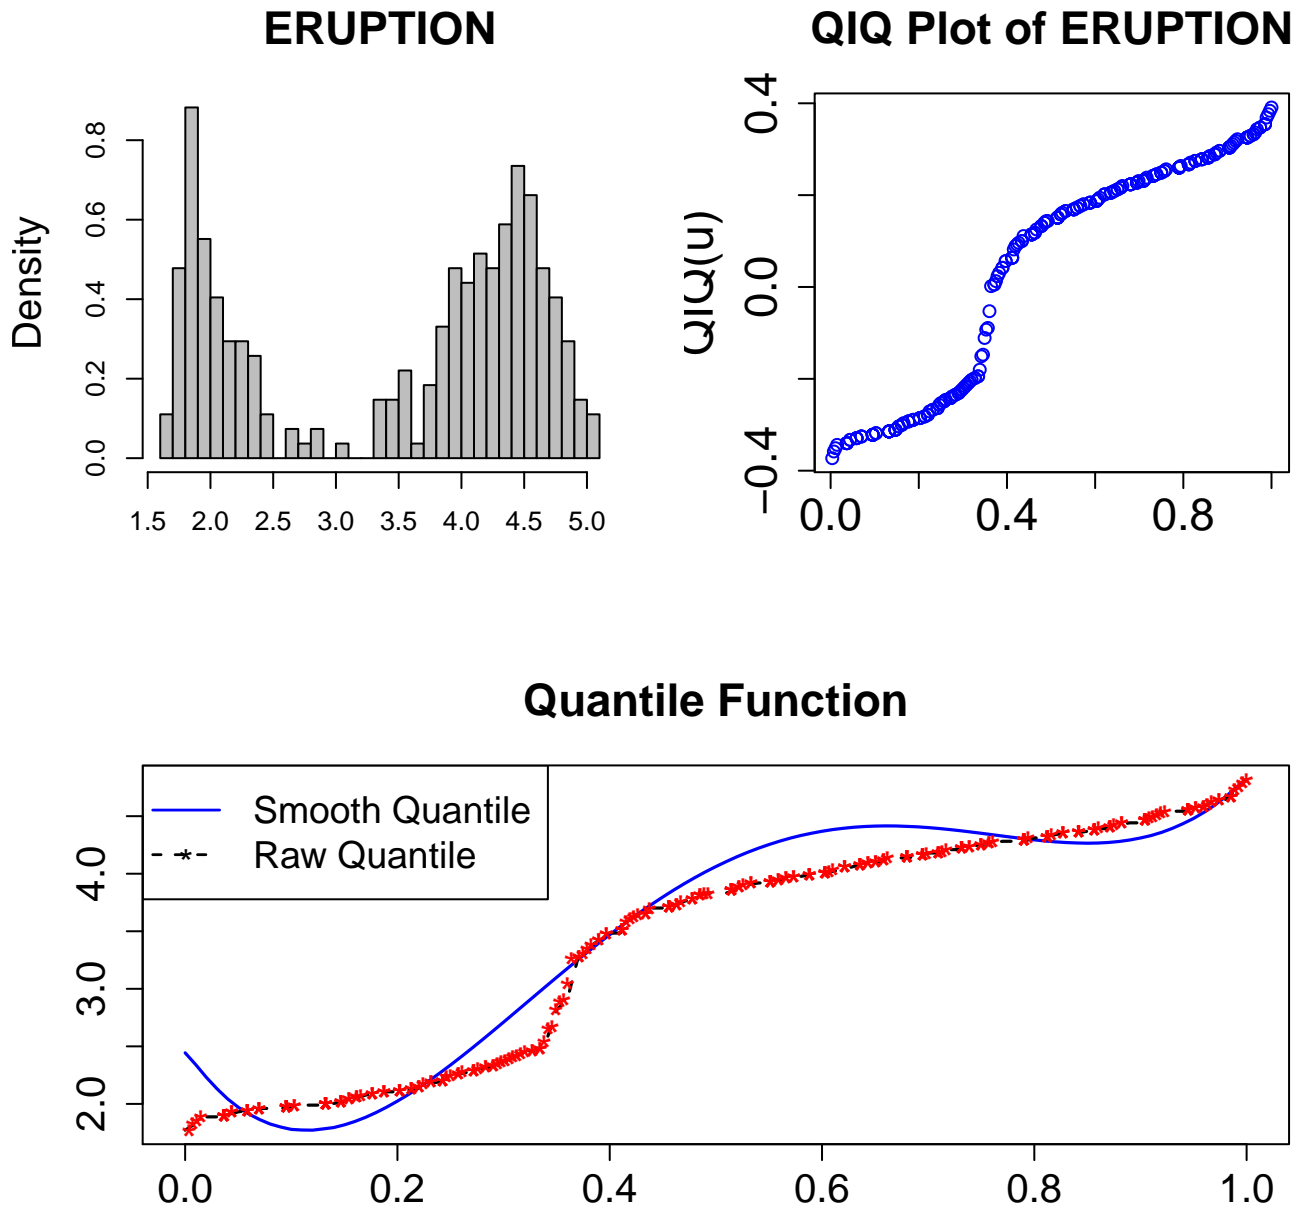 ERUPTION
Density
0.0 0.2 0.4 0.6 0.8
1.5 2.0 2.5 3.0 3.5 4.0 4.5 5.0
QIQ Plot of ERUPTION
QIQ(u)
−0.4 0.0 0.4
0.0 0.4 0.8
Quantile Function
Smooth Quantile
Raw Quantile
2.0 3.0 4.0
0.0 0.2 0.4 0.6 0.8 1.0